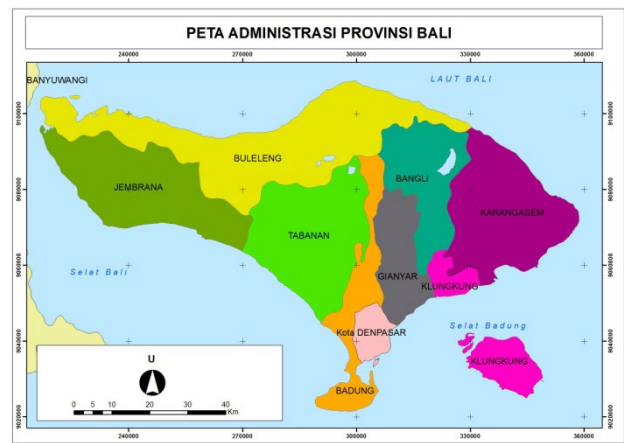 PETA ADMINISTRASI PROVINSI BALI
240000 270000 300000 330000 360000
BANYUWANGI
LAUT BALI
9100000 9100000
BULELENG
BANGLI
JEMBRANA
9080000 9080000
KARANGASEM
TABANAN
Selat Bali
9060000 9060000
GIANYAR
KLUNGKUNG
Selat Badung
Kota DENPASAR
9040000 9040000
U
KLUNGKUNG
BADUNG
0 5 10 20 30 40
Km
9020000 9020000
240000 270000 300000 330000 360000